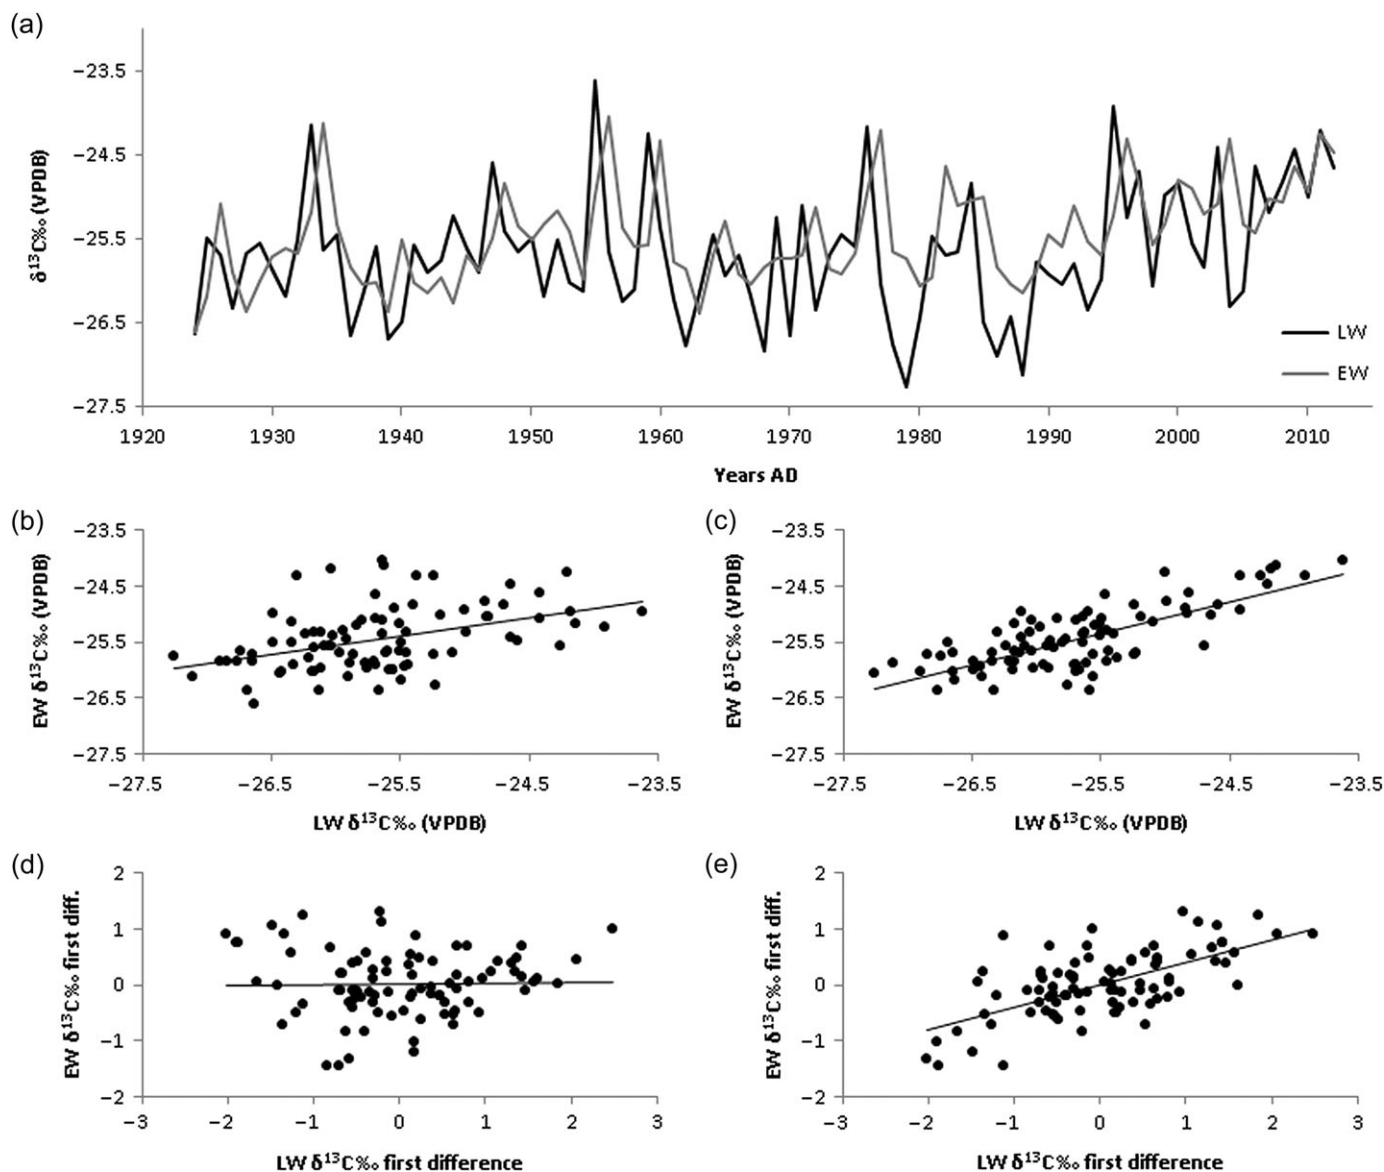 (a)
−23.5
−24.5
−25.5
−26.5
−27.5
δ¹³C‰ (VPDB)
LW
EW
1920 1930 1940 1950 1960 1970 1980 1990 2000 2010
Years AD
(b)
−23.5
−24.5
−25.5
−26.5
−27.5
EW δ¹³C‰ (VPDB)
−27.5 −26.5 −25.5 −24.5 −23.5
LW δ¹³C‰ (VPDB)
(c)
−23.5
−24.5
−25.5
−26.5
−27.5
EW δ¹³C‰ (VPDB)
−27.5 −26.5 −25.5 −24.5 −23.5
LW δ¹³C‰ (VPDB)
(d)
2
1
0
−1
−2
EW δ¹³C‰ first diff.
−3 −2 −1 0 1 2 3
LW δ¹³C‰ first difference
(e)
2
1
0
−1
−2
EW δ¹³C‰ first diff.
−3 −2 −1 0 1 2 3
LW δ¹³C‰ first difference